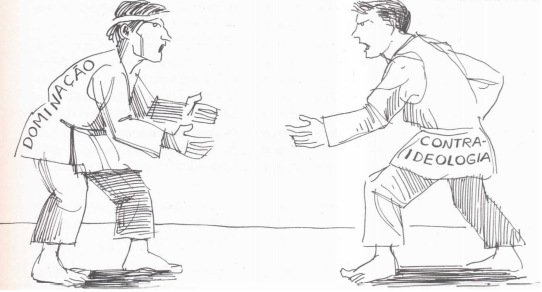 DOMINAÇÃO
CONTRA-
IDEOLOGIA